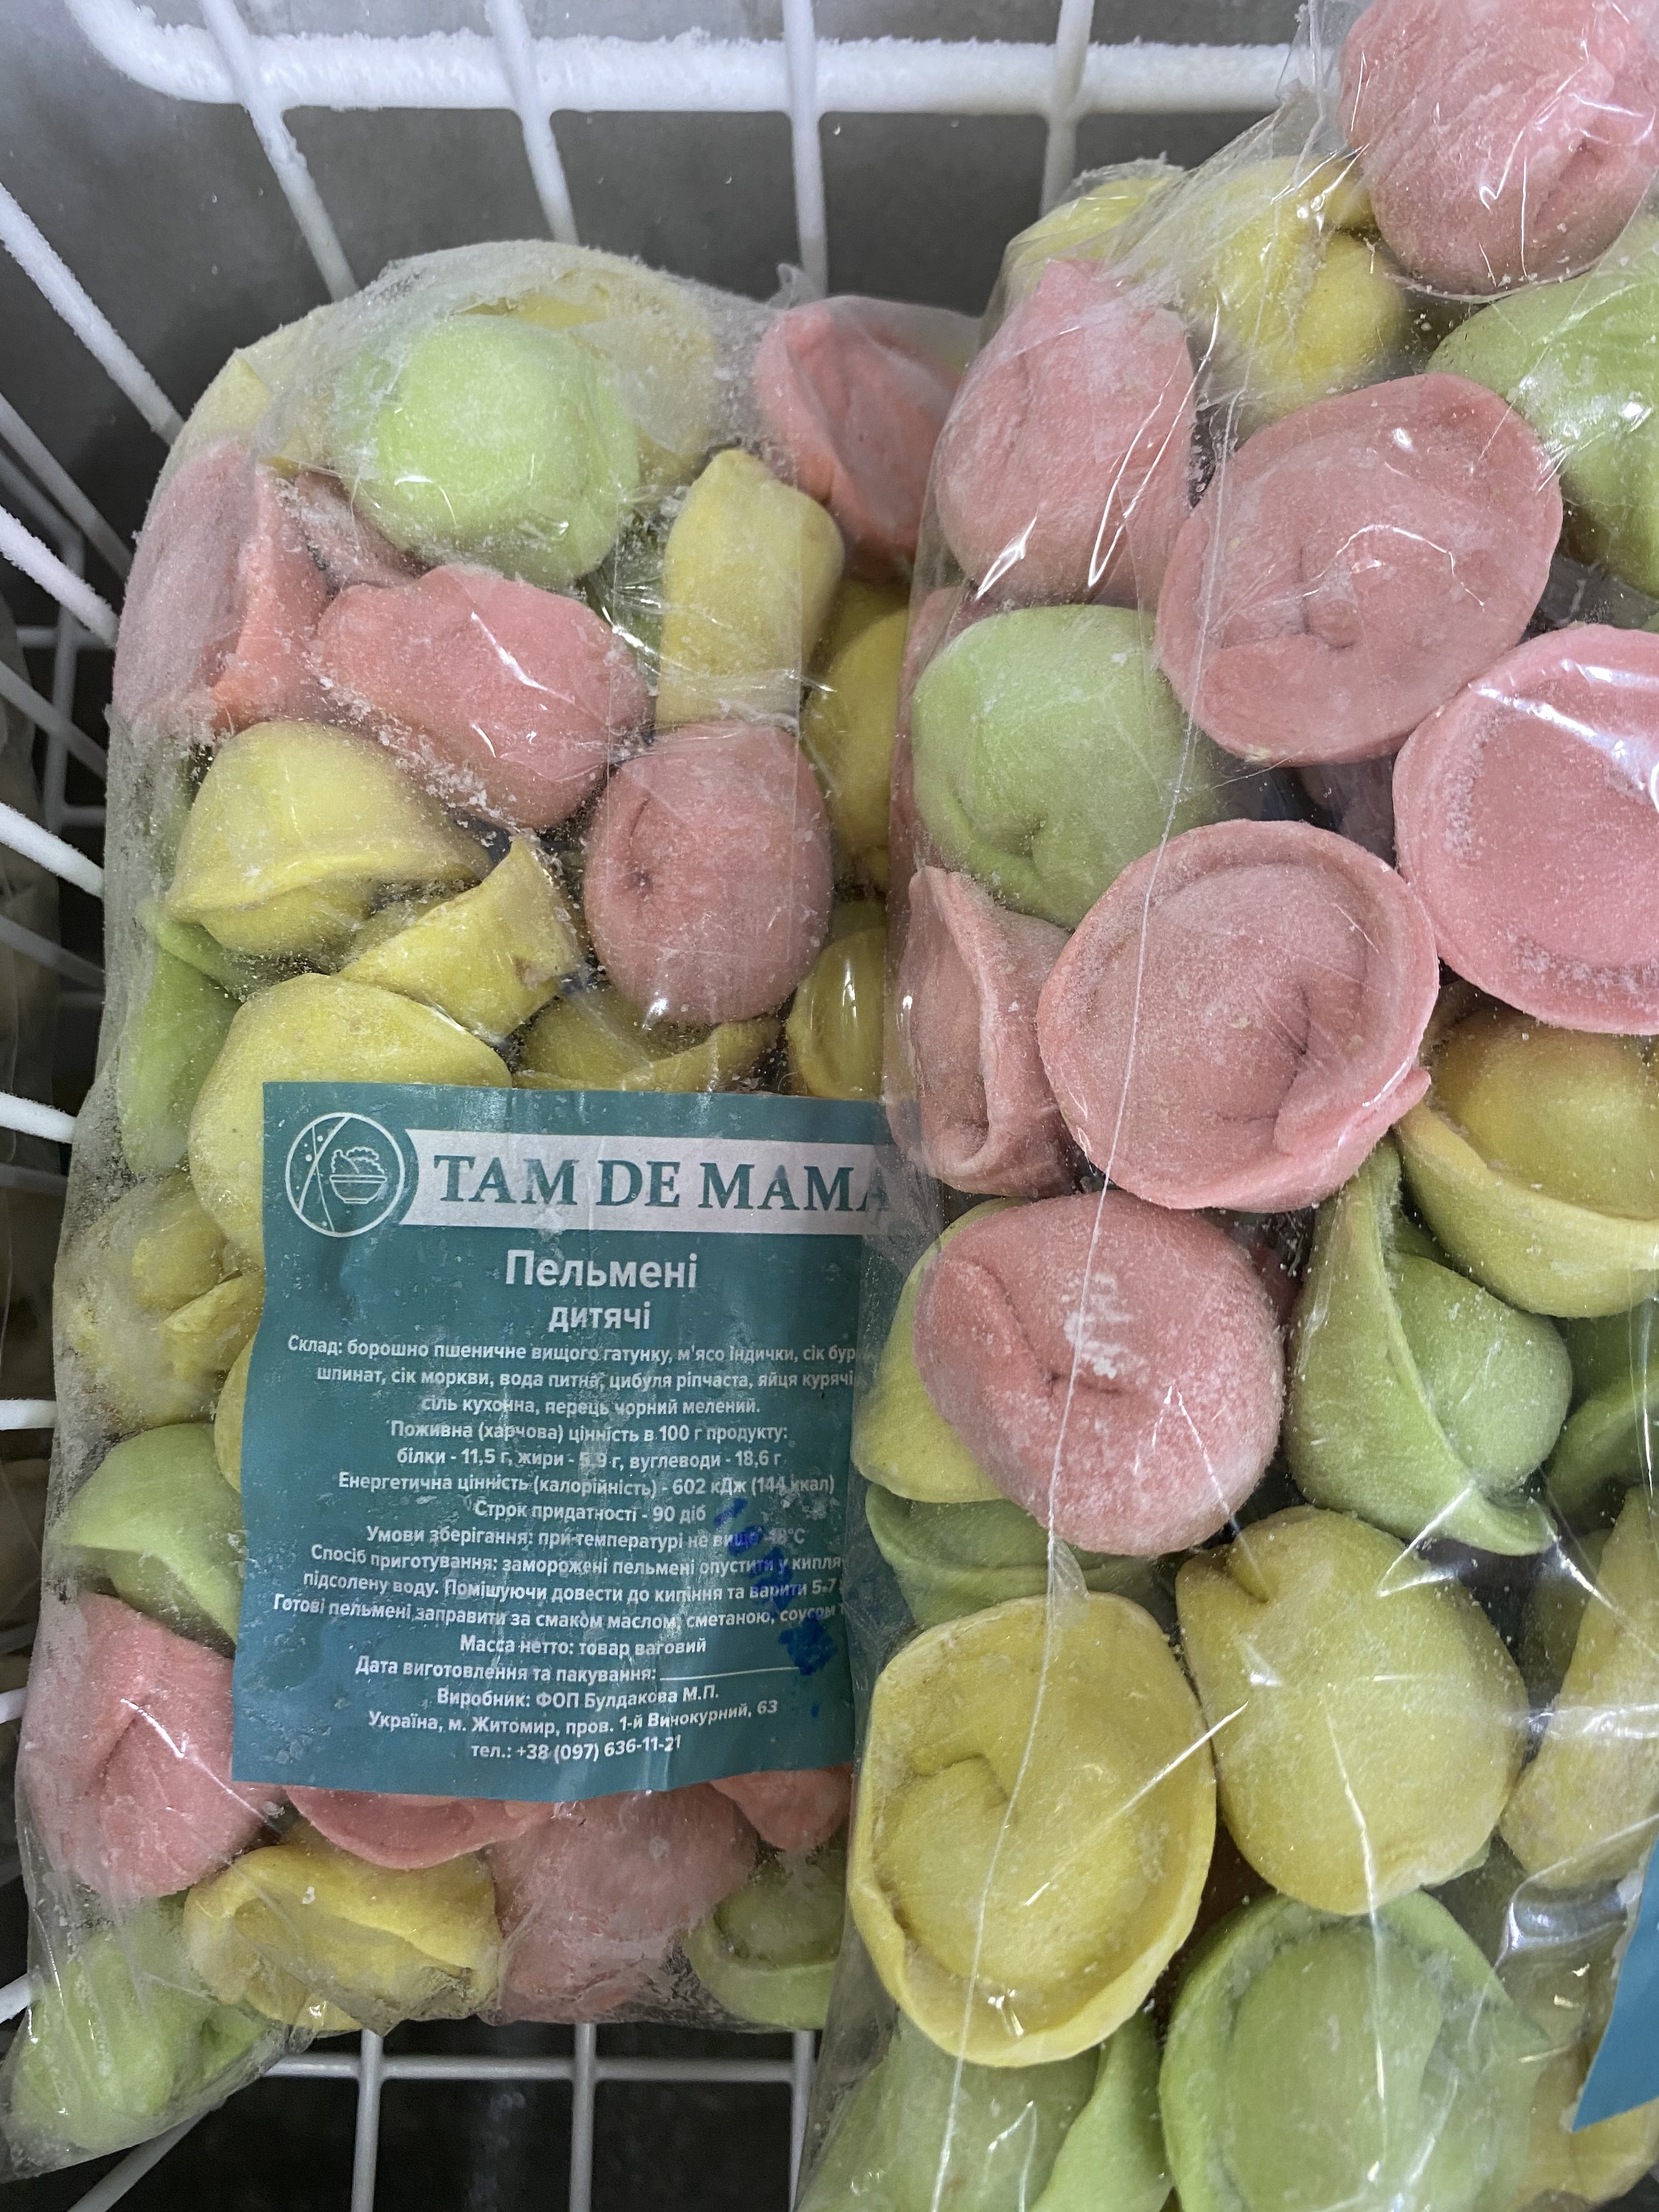 TAM DE MAMA
Пельмені
дитячі
Склад: борошно пшеничне вищого гатунку, м'ясо індички, сік
шпинат, сік моркви, вода питна, цибуля ріпчаста, яйця курячі
сіль кухонна, перець чорний мелений.
Поживна (харчова) цінність в 100 г продукту:
білки - 11,5 г, жири - 5,9 г, вуглеводи - 18,6 г
Енергетична цінність (калорійність) - 602 кДж (144 ккал)
Строк придатності - 90 діб
Умови зберігання: при температурі не вище -18°C
Спосіб приготування: заморожені пельмені опустити у
підсолену воду. Помішуючи довести до кипіння та варити 5-7
Готові пельмені заправити за смаком маслом, сметаною, соусом
Масса нетто: товар ваговий
Дата виготовлення та пакування:
Виробник: ФОП Булдакова М.П.
Україна, м. Житомир, пров. 1-й Винокурний, 63
тел.: +38 (097) 636-11-21